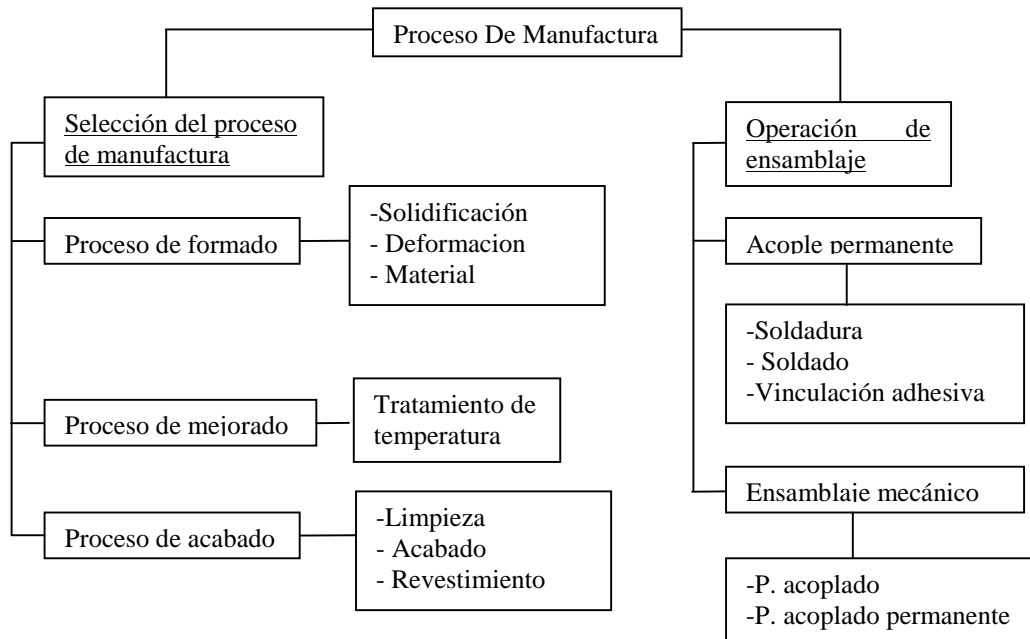 Proceso De Manufactura
Selección del proceso
de manufactura
Proceso de formado
-Solidificación
- Deformacion
- Material
Proceso de mejorado
Tratamiento de
temperatura
Proceso de acabado
-Limpieza
- Acabado
- Revestimiento
Operación de
ensamblaje
Acople permanente
-Soldadura
- Soldado
-Vinculación adhesiva
Ensamblaje mecánico
-P. acoplado
-P. acoplado permanente